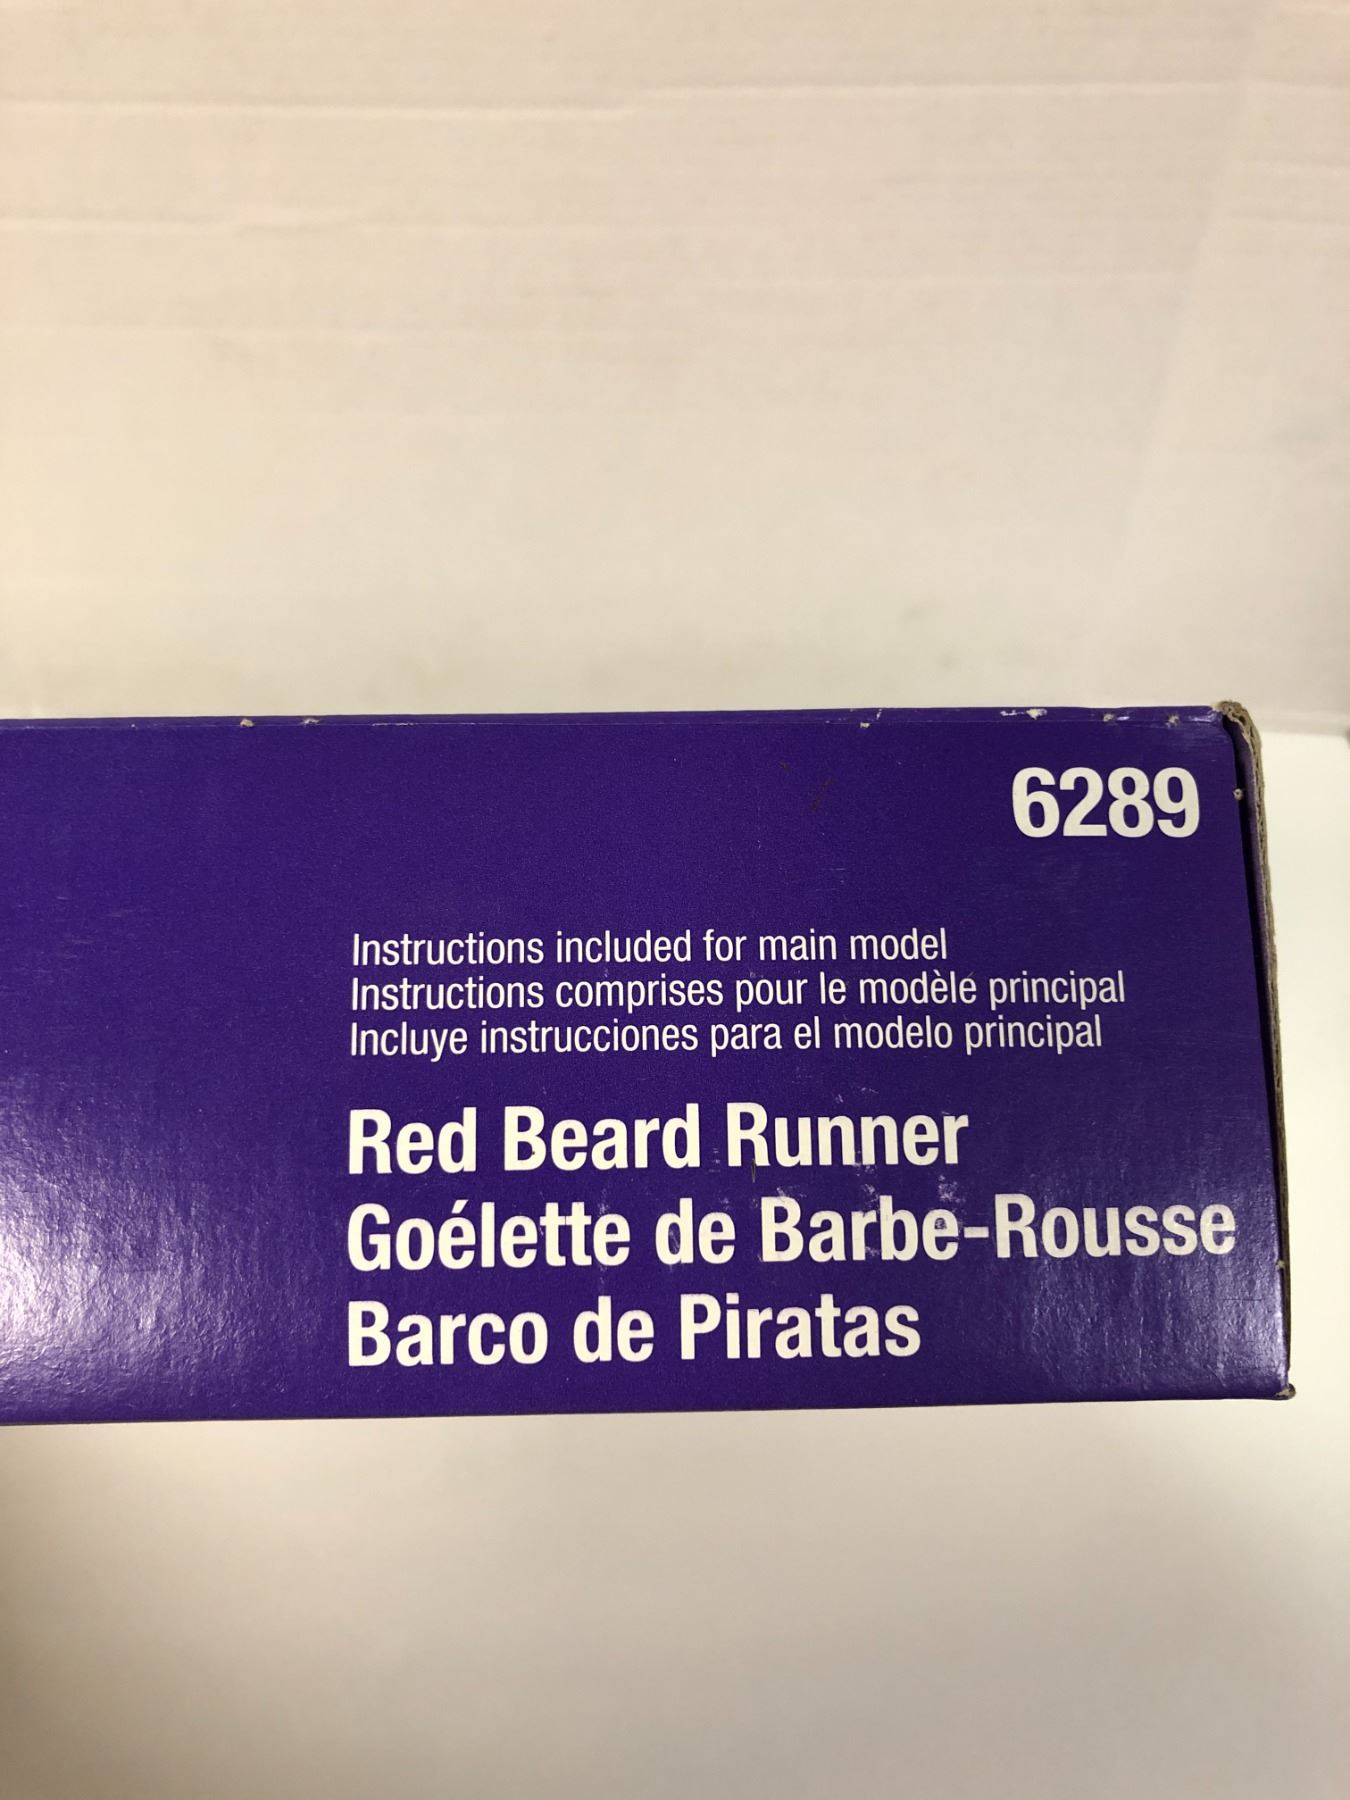 6289
Instructions included for main model
Instructions comprises pour le modèle principal
Incluye instrucciones para el modelo principal
Red Beard Runner
Goélette de Barbe-Rousse
Barco de Piratas